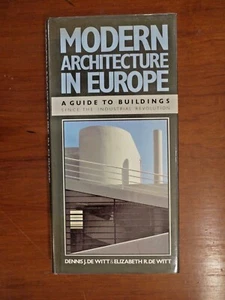 MODERN
ARCHITECTURE
IN EUROPE
A GUIDE TO BUILDINGS
SINCE THE INDUSTRIAL REVOLUTION
DENNIS J. DE WITT & ELIZABETH R. DE WITT